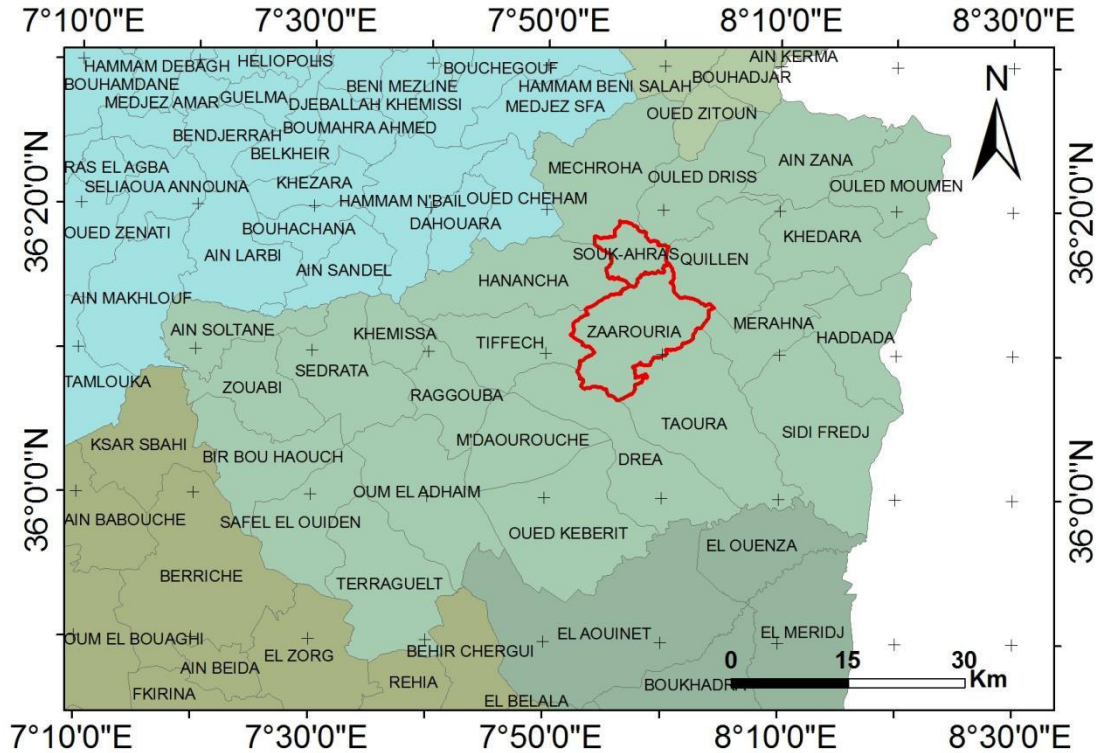 7°10'0"E 7°30'0"E 7°50'0"E 8°10'0"E 8°30'0"E
N
AIN KERMA
HAMMAM DEBAGH HELIOPOLIS BOUCHEGOUF BOUHADJAR
BOUHAMDANE BENI MEZLINE HAMMAM BENI SALAH
MEDJEZ AMAR GUELMA DJEBALLAH KHEMISSI MEDJEZ SFA OUED ZITOUN
BENDJERRAH BOUMAHRA AHMED
BELKHEIR AIN ZANA
RAS EL AGBA MECHROHA
SELIAOUA ANNOUNA KHEZARA OULED DRISS OULED MOUMEN
36°20'0"N HAMMAM N'BAIL OUED CHEHAM 36°20'0"N
OUED ZENATI BOUHACHANA DAHOUARA KHEDARA
AIN LARBI SOUK-AHRAS QUILLEN
AIN SANDEL HANANCHA
AIN MAKHLOUF
AIN SOLTANE KHEMISSA ZAAROURIA MERAHNA
TIFFECH HADDADA
SEDRATA
TAMLOUKA ZOUABI RAGGOUBA
TAOURA SIDI FREDJ
KSAR SBAHI M'DAOUROUCHE
BIR BOU HAOUCH DREA
36°0'0"N OUM EL ADHAIM 36°0'0"N
AIN BABOUCHE SAFEL EL OUIDEN OUED KEBERIT
EL OUENZA
BERRICHE TERRAGUELT
OUM EL BOUAGHI EL AOUINET EL MERIDJ
EL ZORG BEHIR CHERGUI
AIN BEIDA 0 15 30
FKIRINA REHIA BOUKHADRA Km
EL BELALA
7°10'0"E 7°30'0"E 7°50'0"E 8°10'0"E 8°30'0"E